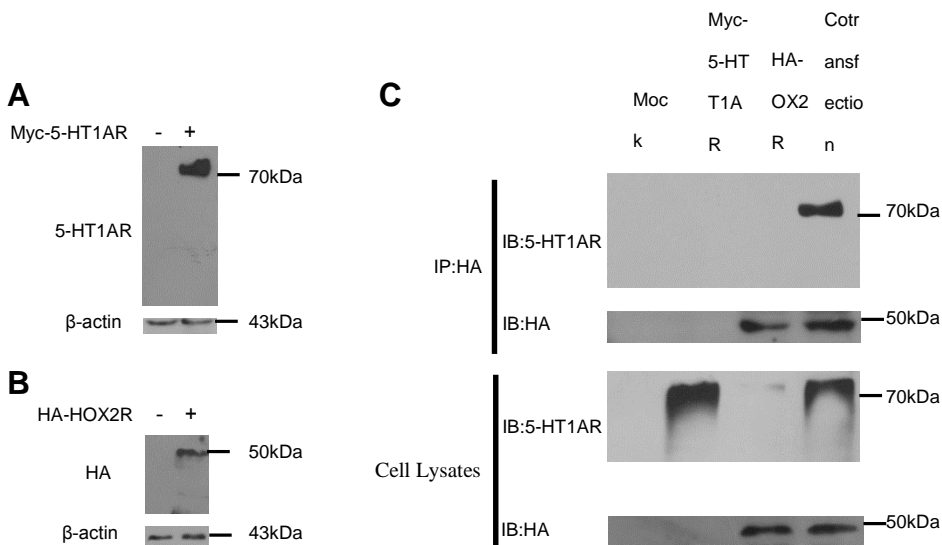 A
Myc-5-HT1AR - +
70kDa
5-HT1AR
β-actin 43kDa
B
HA-HOX2R - +
50kDa
HA
β-actin 43kDa
C
Moc
k
Myc-
5-HT
T1A
R
HA-
OX2
R
Cotr
ansf
ectio
n
IP:HA
IB:5-HT1AR 70kDa
IB:HA 50kDa
Cell Lysates
IB:5-HT1AR 70kDa
IB:HA 50kDa